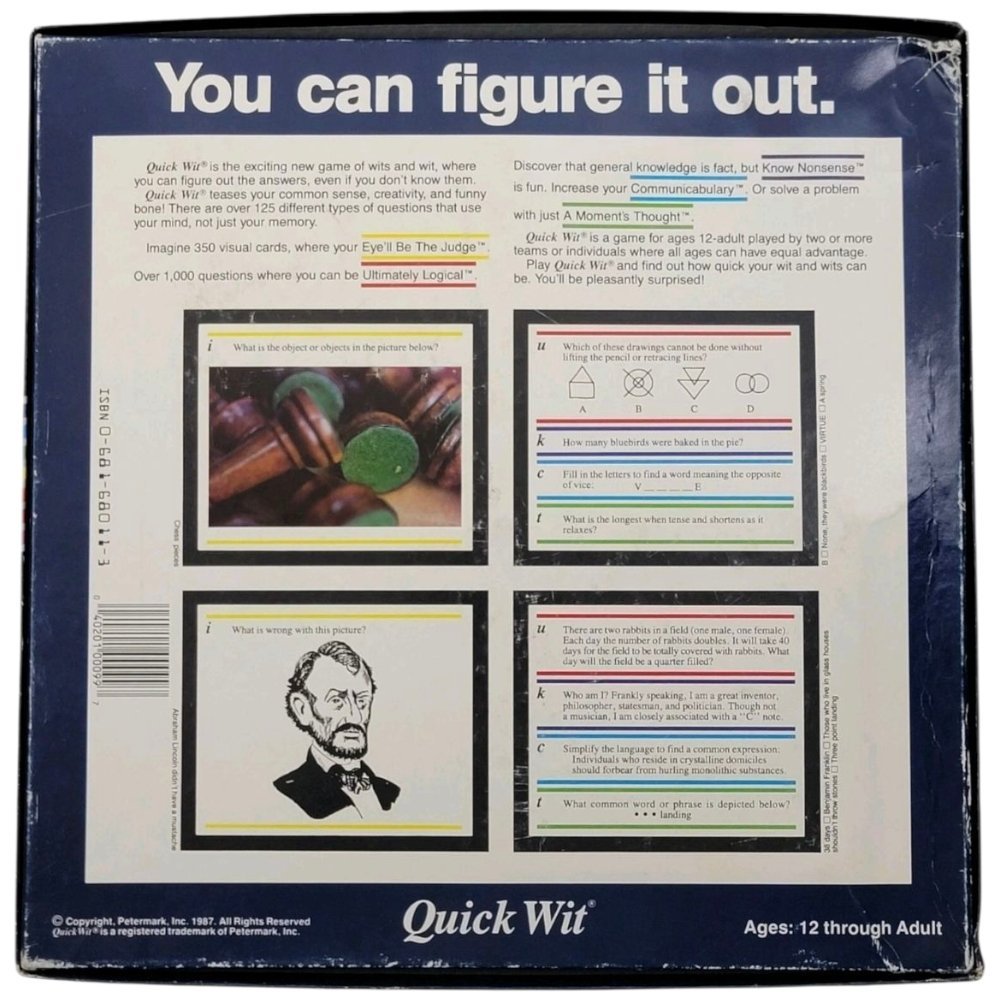 You can figure it out.
Quick Wit® is the exciting new game of wits and wit, where
you can figure out the answers, even if you don't know them.
Quick Wit® teases your common sense, creativity, and funny
bone! There are over 125 different types of questions that use
your mind, not just your memory.
Imagine 350 visual cards, where your Eye'll Be The Judge™.
Over 1,000 questions where you can be Ultimately Logical™.
Discover that general knowledge is fact, but Know Nonsense™
is fun. Increase your Communicabulary™. Or solve a problem
with just A Moment's Thought™.
Quick Wit® is a game for ages 12-adult played by two or more
teams or individuals where all ages can have equal advantage.
Play Quick Wit® and find out how quick your wit and wits can
be. You'll be pleasantly surprised!
i What is the object or objects in the picture below?
Chess pieces
u Which of these drawings cannot be done without
lifting the pencil or retracing lines?
A B C D
k How many bluebirds were baked in the pie?
c Fill in the letters to find a word meaning the opposite
of vice: V _ _ _ _ E
t What is the longest when tense and shortens as it
relaxes?
B □ None, they were blackbirds □ VIRTUE □ A spring
ISBN 0-681-68011-3
0 40201 00099 7
i What is wrong with this picture?
Abraham Lincoln didn't have a mustache
u There are two rabbits in a field (one male, one female).
Each day the number of rabbits doubles. It will take 40
days for the field to be totally covered with rabbits. What
day will the field be a quarter filled?
k Who am I? Frankly speaking, I am a great inventor,
philosopher, statesman, and politician. Though not
a musician, I am closely associated with a "C" note.
c Simplify the language to find a common expression:
Individuals who reside in crystalline domiciles
should forbear from hurling monolithic substances.
t What common word or phrase is depicted below?
• • • landing
38 days □ Benjamin Franklin □ Those who live in glass houses
shouldn't throw stones □ Three point landing
© Copyright, Petermark, Inc. 1987. All Rights Reserved
Quick Wit® is a registered trademark of Petermark, Inc.
Quick Wit®
Ages: 12 through Adult